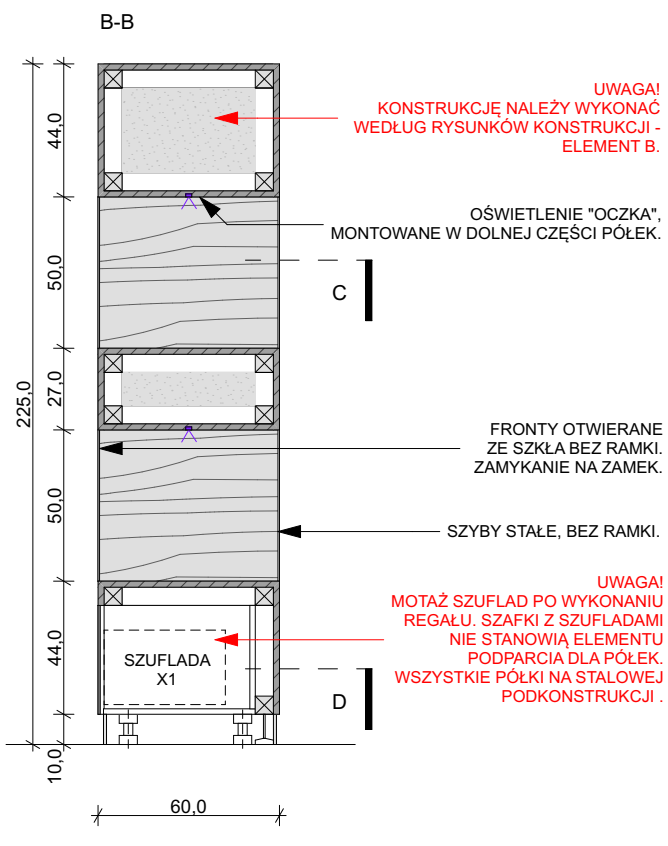 B-B
UWAGA!
KONSTRUKCJĘ NALEŻY WYKONAĆ
WEDŁUG RYSUNKÓW KONSTRUKCJI -
ELEMENT B.
44,0
OŚWIETLENIE "OCZKA",
MONTOWANE W DOLNEJ CZĘŚCI PÓŁEK.
50,0
C
225,0
27,0
FRONTY OTWIERANE
ZE SZKŁA BEZ RAMKI.
ZAMYKANIE NA ZAMEK.
50,0
SZYBY STAŁE, BEZ RAMKI.
UWAGA!
MOTAŻ SZUFLAD PO WYKONANIU
REGAŁU. SZAFKI Z SZUFLADAMI
NIE STANOWIĄ ELEMENTU
PODPARCIA DLA PÓŁEK.
WSZYSTKIE PÓŁKI NA STALOWEJ
PODKONSTRUKCJI .
44,0
SZUFLADA
X1
D
10,0
60,0